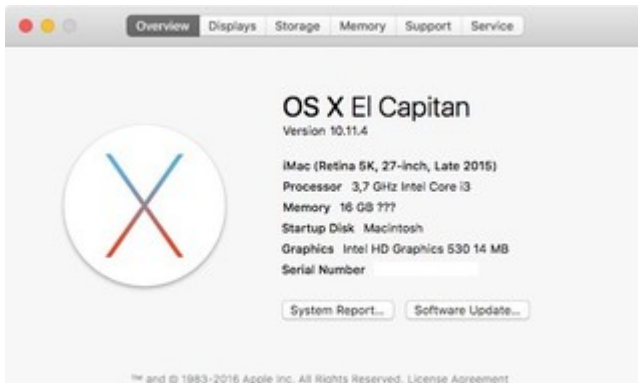 Overview Displays Storage Memory Support Service
OS X El Capitan
Version 10.11.4
iMac (Retina 5K, 27-inch, Late 2015)
Processor 3,7 GHz Intel Core i3
Memory 16 GB ???
Startup Disk Macintosh
Graphics Intel HD Graphics 530 14 MB
Serial Number
System Report... Software Update...
™ and © 1983-2016 Apple Inc. All Rights Reserved. License Agreement